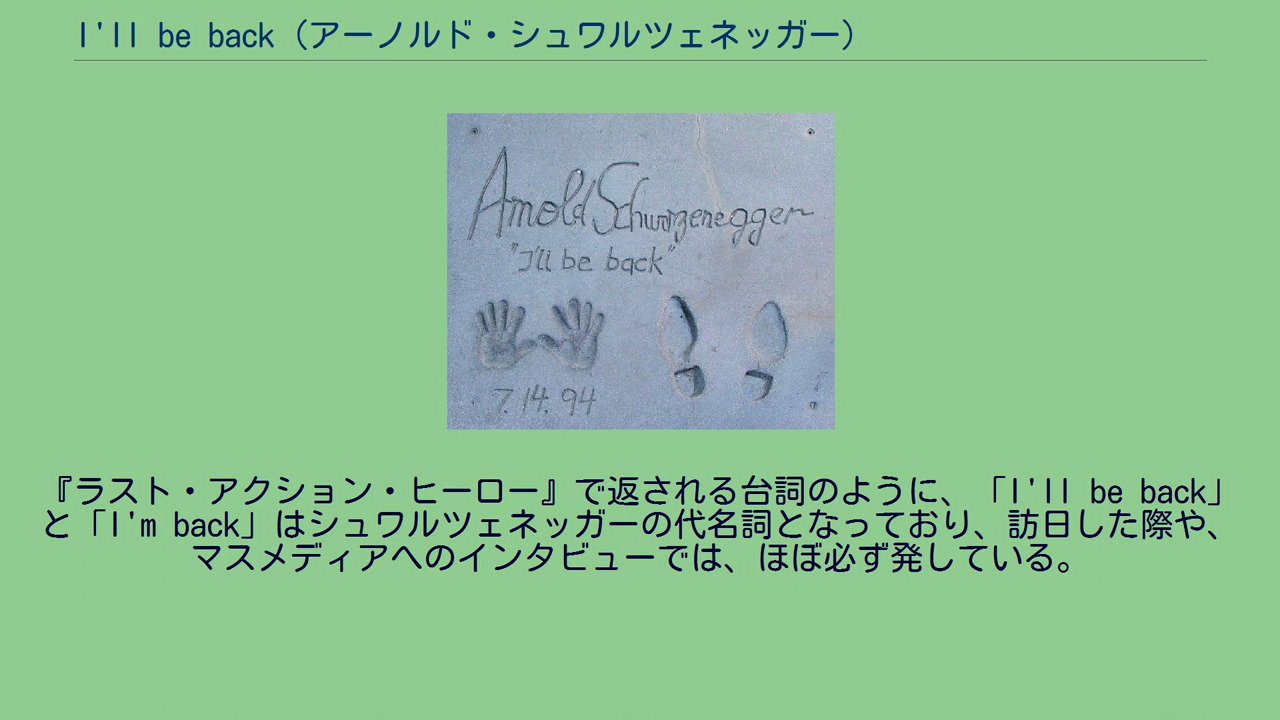 I'll be back（アーノルド・シュワルツェネッガー）
Arnold Schwarzenegger
"I'll be back"
7.14.94
『ラスト・アクション・ヒーロー』で返される台詞のように、「I'll be back」
と「I'm back」はシュワルツェネッガーの代名詞となっており、訪日した際や、
マスメディアへのインタビューでは、ほぼ必ず発している。